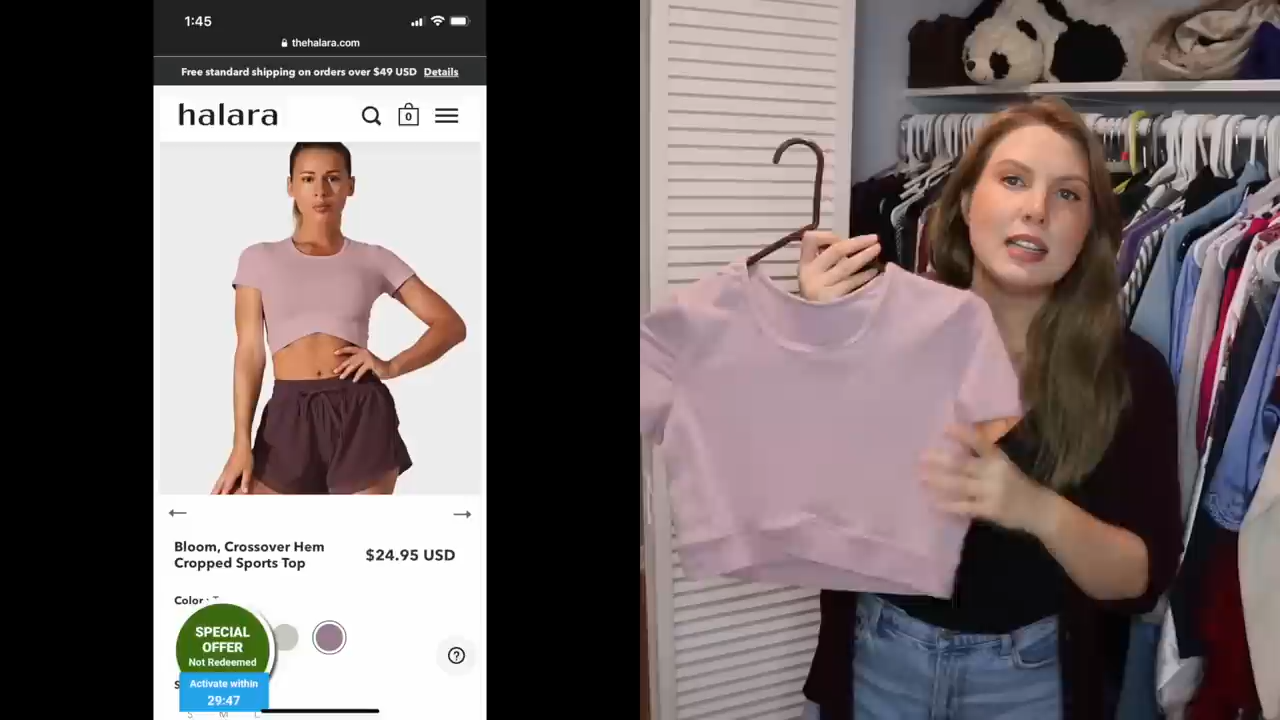 1:45
thehalara.com
Free standard shipping on orders over $49 USD Details
halara
0
Bloom, Crossover Hem
Cropped Sports Top
$24.95 USD
Color :
SPECIAL
OFFER
Not Redeemed
Activate within
29:47
S M L